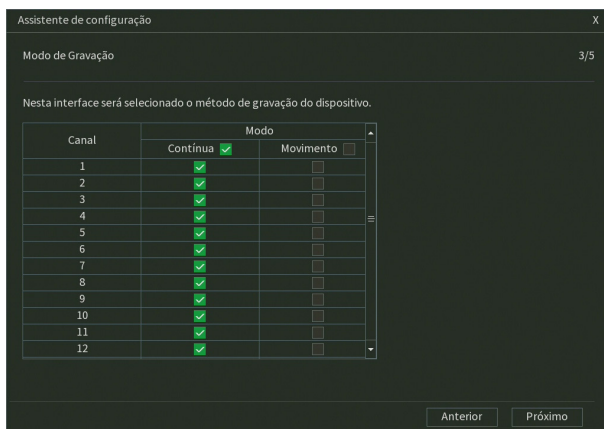 Assistente de configuração X
Modo de Gravação 3/5
Nesta interface será selecionado o método de gravação do dispositivo.
Canal Modo
Contínua Movimento
1
2
3
4
5
6
7
8
9
10
11
12
Anterior Próximo